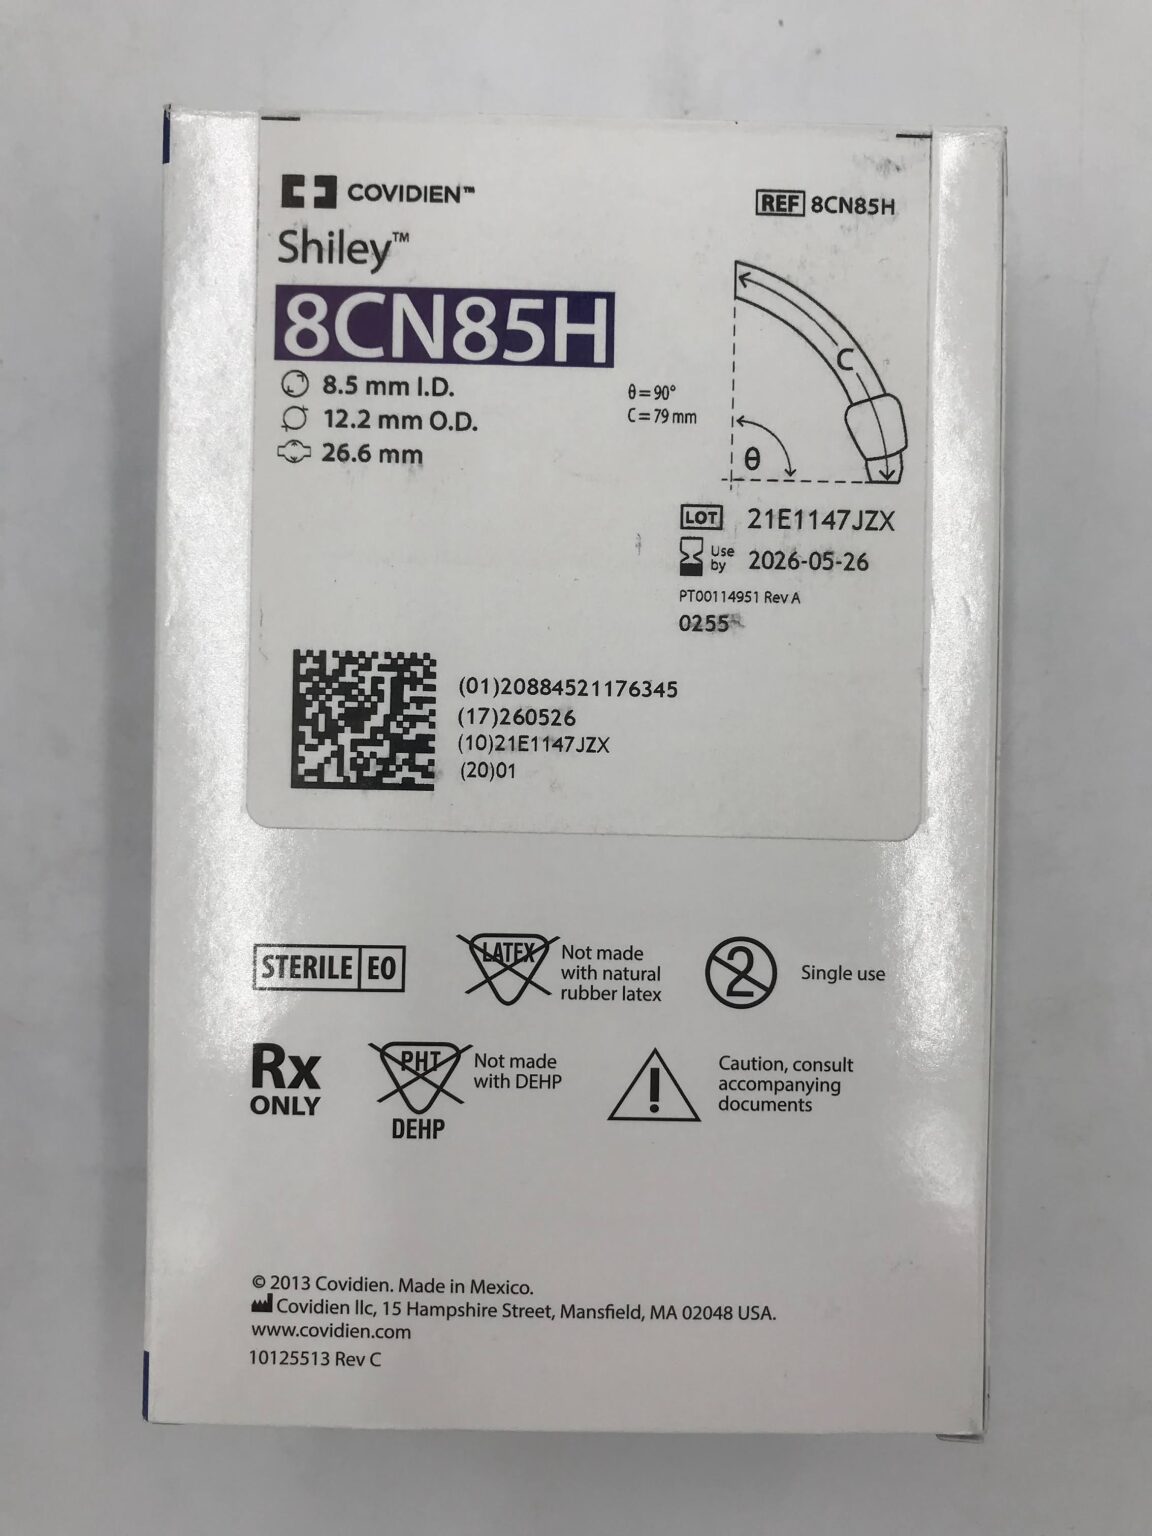 COVIDIEN™
REF 8CN85H
Shiley™
8CN85H
8.5 mm I.D.
12.2 mm O.D.
26.6 mm
θ=90°
C=79 mm
C
θ
LOT 21E1147JZX
Use by 2026-05-26
PT00114951 Rev A
0255
(01)20884521176345
(17)260526
(10)21E1147JZX
(20)01
STERILE EO
LATEX
Not made
with natural
rubber latex
2
Single use
Rx
ONLY
PHT
DEHP
Not made
with DEHP
!
Caution, consult
accompanying
documents
© 2013 Covidien. Made in Mexico.
Covidien llc, 15 Hampshire Street, Mansfield, MA 02048 USA.
www.covidien.com
10125513 Rev C